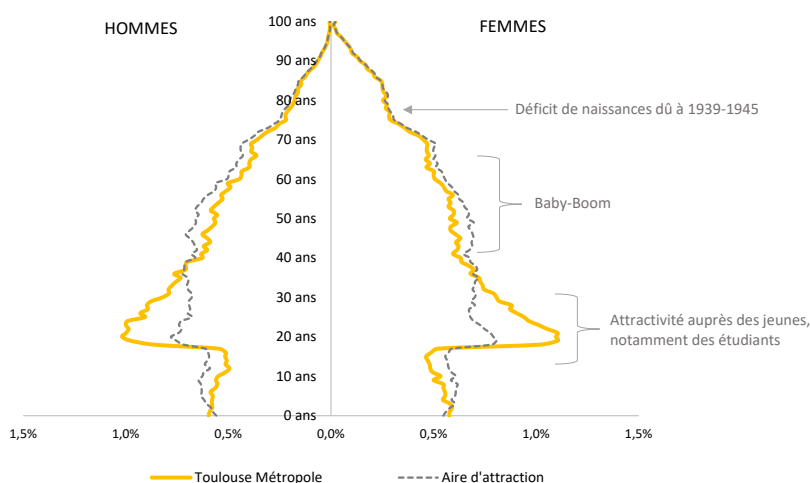 HOMMES
FEMMES
100 ans
90 ans
80 ans
70 ans
60 ans
50 ans
40 ans
30 ans
20 ans
10 ans
0 ans
Déficit de naissances dû à 1939-1945
Baby-Boom
Attractivité auprès des jeunes,
notamment des étudiants
1,5% 1,0% 0,5% 0,0% 0,5% 1,0% 1,5%
Toulouse Métropole
Aire d'attraction